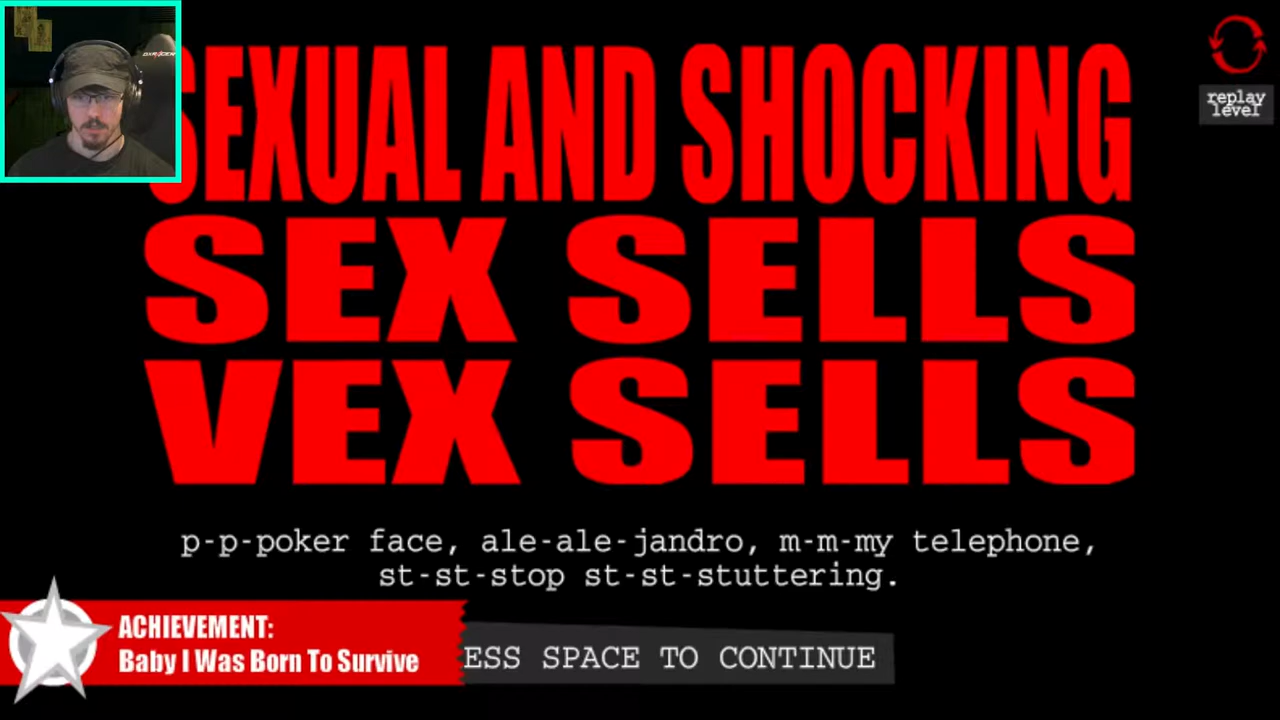 SEXUAL AND SHOCKING
replay
level
SEX SELLS
VEX SELLS
p-p-poker face, ale-ale-jandro, m-m-my telephone,
st-st-stop st-st-stuttering.
ACHIEVEMENT:
Baby I Was Born To Survive
ESS SPACE TO CONTINUE